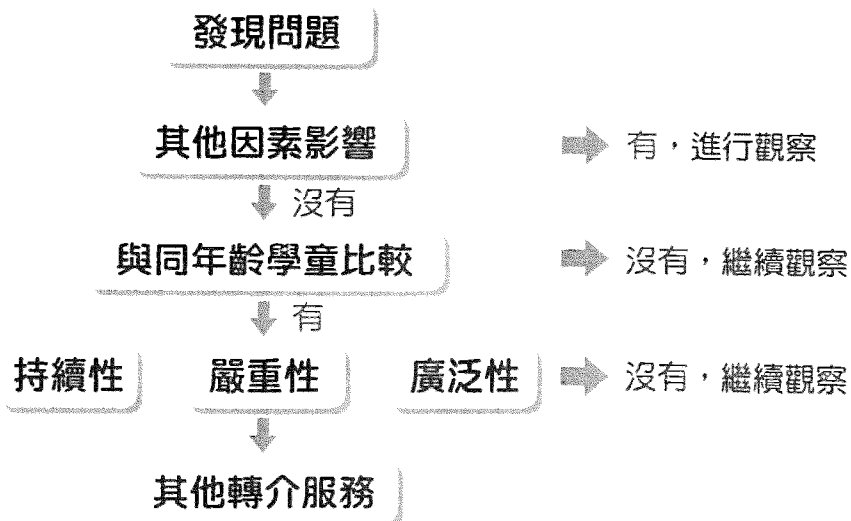 發現問題
其他因素影響
有，進行觀察
沒有
與同年齡學童比較
沒有，繼續觀察
有
持續性 嚴重性 廣泛性 沒有，繼續觀察
其他轉介服務